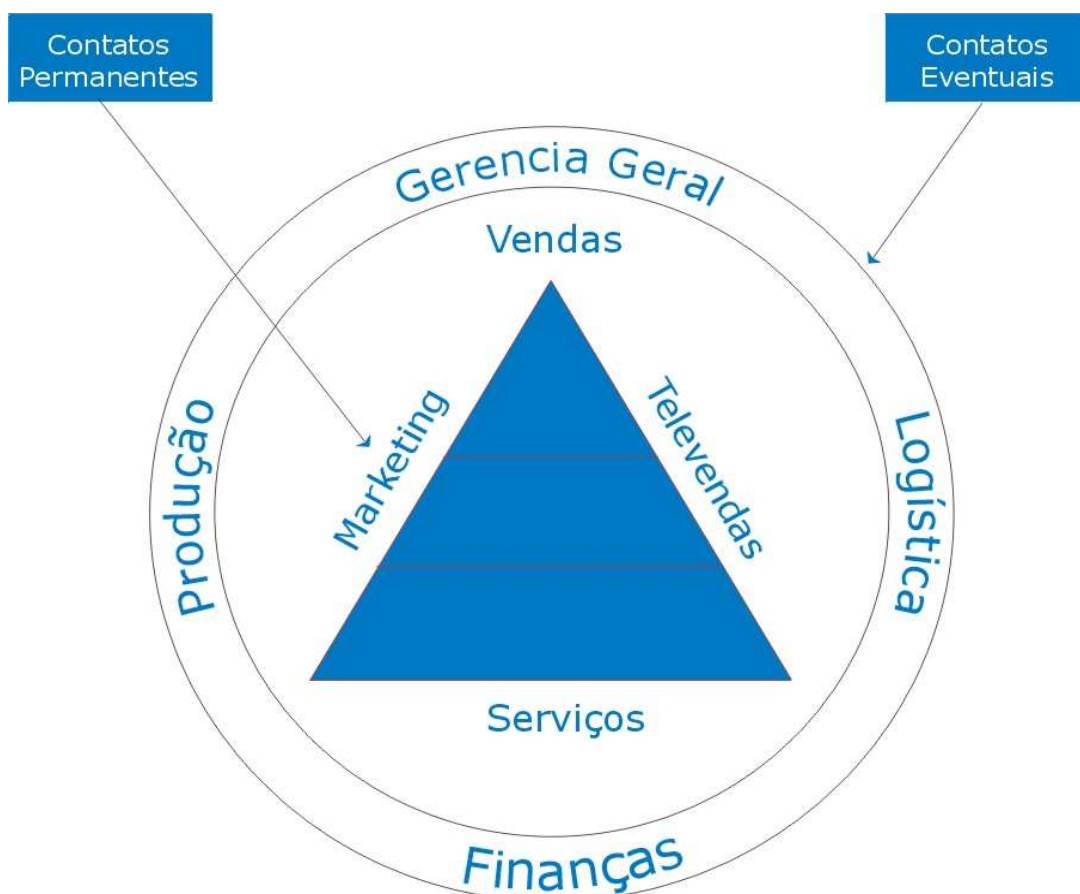 Contatos
Permanentes
Contatos
Eventuais
Gerencia Geral
Vendas
Marketing
Televendas
Produção
Logística
Serviços
Finanças